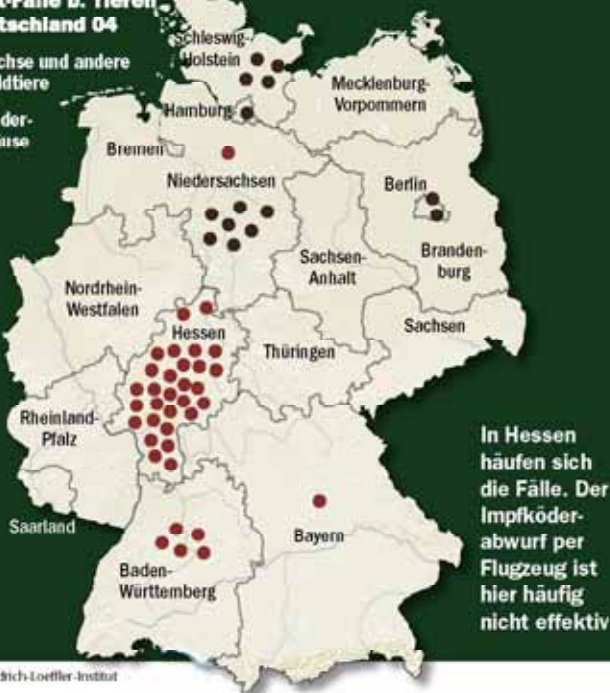 tschland 04
chse und andere
ldtiere
der-
Schleswig-
Holstein
Mecklenburg-
Vorpommern
Hamburg
Bremen
Niedersachsen
Berlin
Branden-
burg
Sachsen-
Anhalt
Nordrhein-
Westfalen
Hessen
Thüringen
Sachsen
Rheinland-
Pfalz
Saarland
Bayern
Baden-
Württemberg
In Hessen
häufen sich
die Fälle. Der
Impfköder-
abwurf per
Flugzeug ist
hier häufig
nicht effektiv
drich-Loeffler-Institut